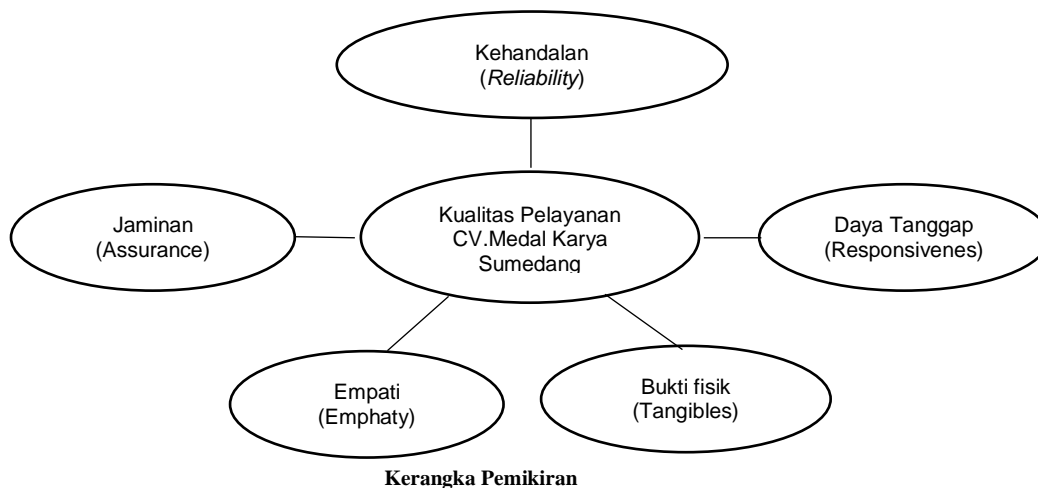 Kehandalan
(Reliability)
Jaminan
(Assurance)
Kualitas Pelayanan
CV.Medal Karya
Sumedang
Daya Tanggap
(Responsivenes)
Empati
(Emphaty)
Bukti fisik
(Tangibles)
Kerangka Pemikiran